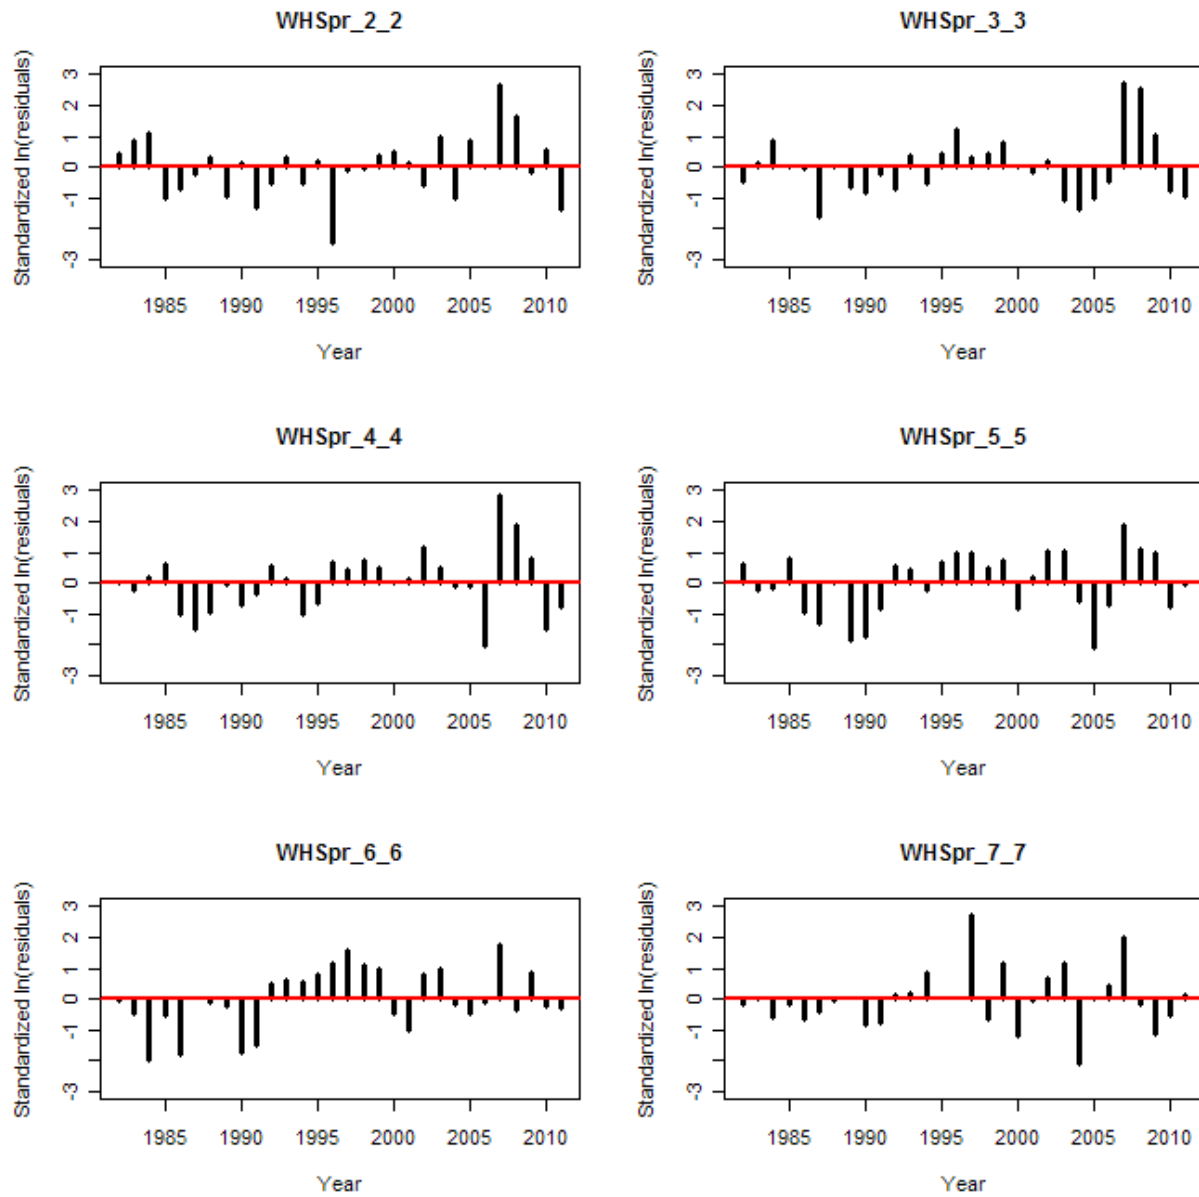 WHSpr_2_2
Standardized ln(residuals)
3
2
1
0
-1
-3
1985 1990 1995 2000 2005 2010
Year
WHSpr_3_3
Standardized ln(residuals)
3
2
1
0
-1
-3
1985 1990 1995 2000 2005 2010
Year
WHSpr_4_4
Standardized ln(residuals)
3
2
1
0
-1
-3
1985 1990 1995 2000 2005 2010
Year
WHSpr_5_5
Standardized ln(residuals)
3
2
1
0
-1
-3
1985 1990 1995 2000 2005 2010
Year
WHSpr_6_6
Standardized ln(residuals)
3
2
1
0
-1
-3
1985 1990 1995 2000 2005 2010
Year
WHSpr_7_7
Standardized ln(residuals)
3
2
1
0
-1
-3
1985 1990 1995 2000 2005 2010
Year